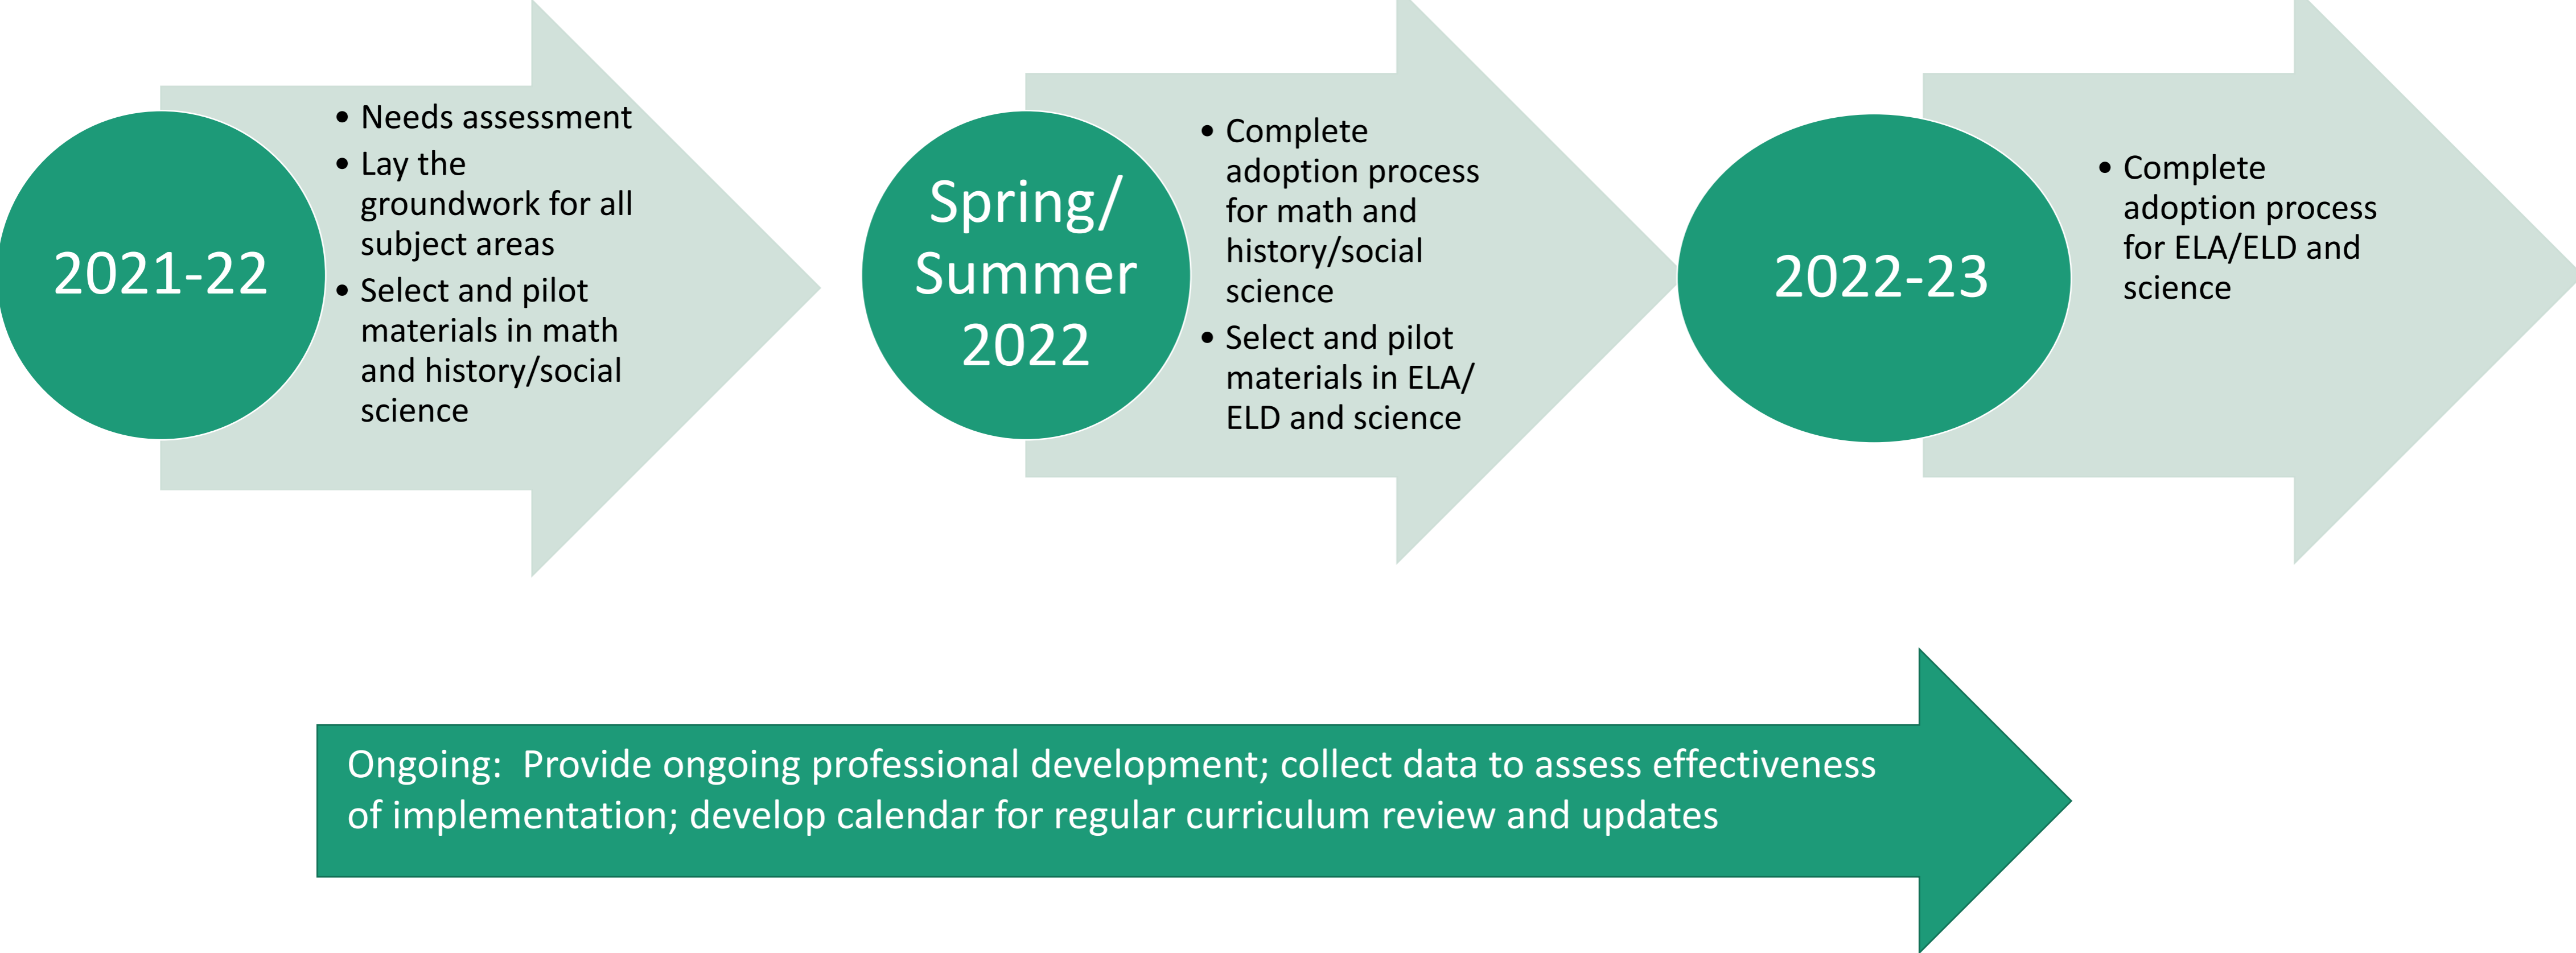 2021-22
• Needs assessment
• Lay the
groundwork for all
subject areas
• Select and pilot
materials in math
and history/social
science
Spring/
Summer
2022
• Complete
adoption process
for math and
history/social
science
• Select and pilot
materials in ELA/
ELD and science
2022-23
• Complete
adoption process
for ELA/ELD and
science
Ongoing:  Provide ongoing professional development; collect data to assess effectiveness
of implementation; develop calendar for regular curriculum review and updates